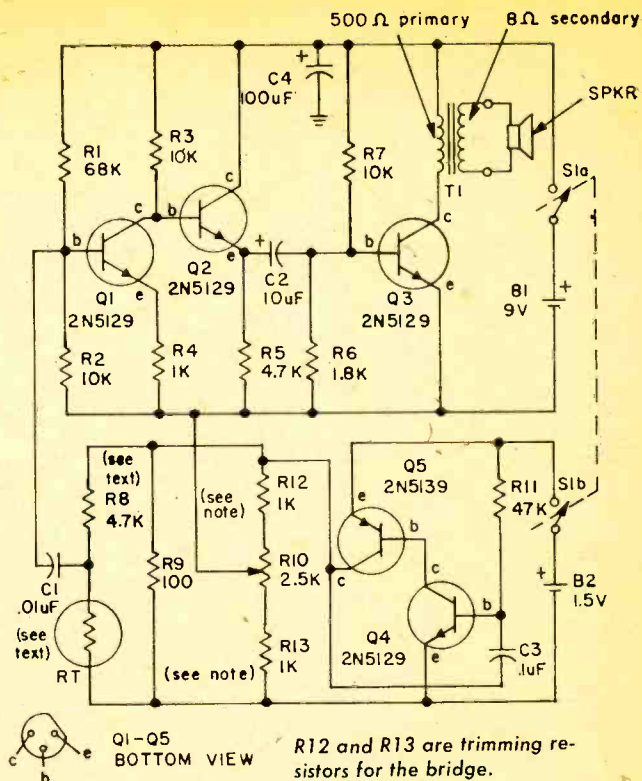 500 Ω primary
8 Ω secondary
SPKR
C4
100uF
R1
68K
R3
10K
R7
10K
T1
S1a
B1
9V
Q1
2N5129
Q2
2N5129
C2
10uF
Q3
2N5129
R2
10K
R4
1K
R5
4.7K
R6
1.8K
c
b
e
c
b
e
c
b
e
+
+
+
(see text)
R8
4.7K
(see note)
R12
1K
Q5
2N5139
R11
47K
S1b
R9
100
R10
2.5K
C1
.01uF
(see text)
RT
(see note)
R13
1K
Q4
2N5129
C3
.1uF
B2
1.5V
e
b
c
c
b
e
+
c
b
e
Q1-Q5
BOTTOM VIEW
R12 and R13 are trimming re-
sistors for the bridge.